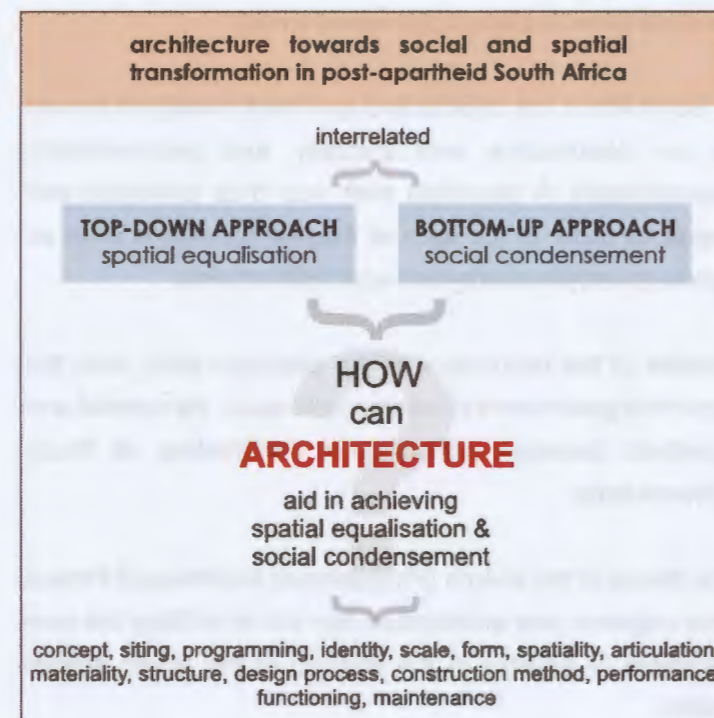 architecture towards social and spatial
transformation in post-apartheid South Africa
interrelated
TOP-DOWN APPROACH
spatial equalisation
BOTTOM-UP APPROACH
social condensement
HOW
can
ARCHITECTURE
aid in achieving
spatial equalisation &
social condensement
?
concept, siting, programming, identity, scale, form, spatiality, articulation
materiality, structure, design process, construction method, performance
functioning, maintenance